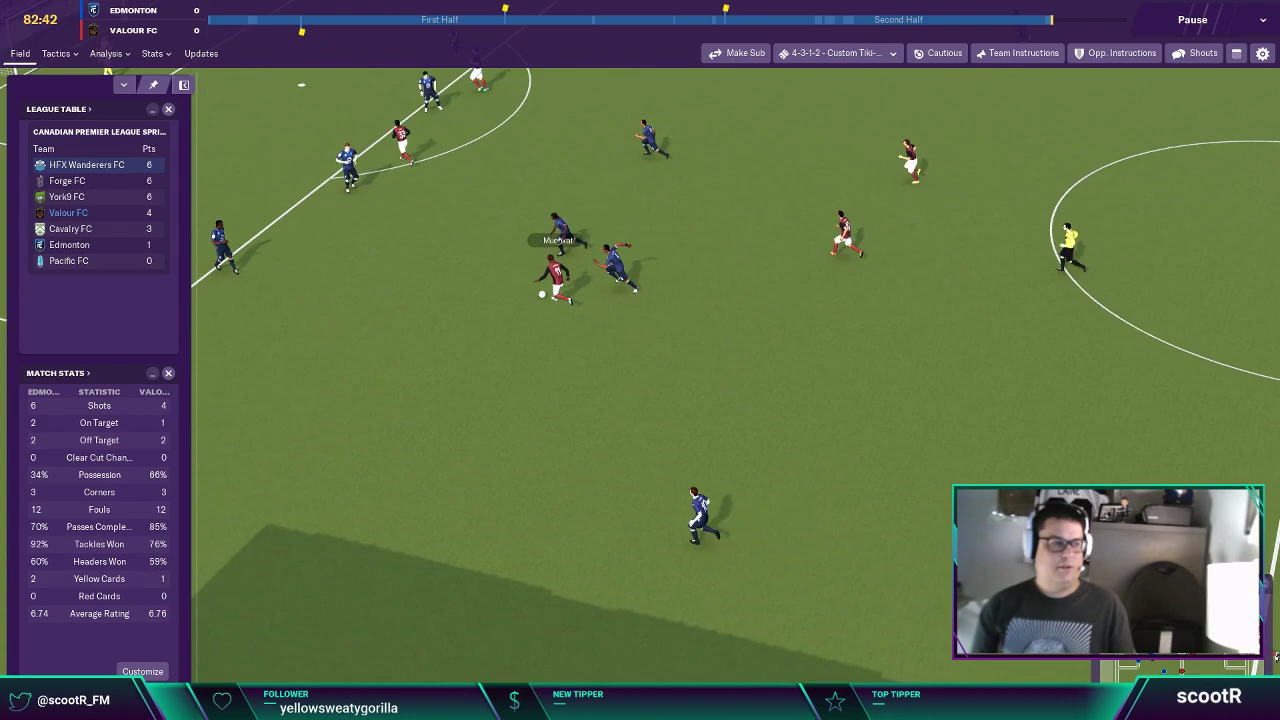 82:42
EDMONTON 0
VALOUR FC 0
First Half
Second Half
Pause
Field Tactics Analysis Stats Updates
Make Sub
4-3-1-2 - Custom Tiki-...
Cautious
Team Instructions
Opp. Instructions
Shouts
LEAGUE TABLE >
CANADIAN PREMIER LEAGUE SPRI...
Team Pts
HFX Wanderers FC 6
Forge FC 6
York9 FC 6
Valour FC 4
Cavalry FC 3
Edmonton 1
Pacific FC 0
MATCH STATS >
EDMO... STATISTIC VALO...
6 Shots 4
2 On Target 1
2 Off Target 2
0 Clear Cut Chan... 0
34% Possession 66%
3 Corners 3
12 Fouls 12
70% Passes Comple... 85%
92% Tackles Won 76%
60% Headers Won 59%
2 Yellow Cards 1
0 Red Cards 0
6.74 Average Rating 6.76
Customize
LAINE
@scootR_FM
FOLLOWER
yellowsweatygorilla
NEW TIPPER
TOP TIPPER
scootR